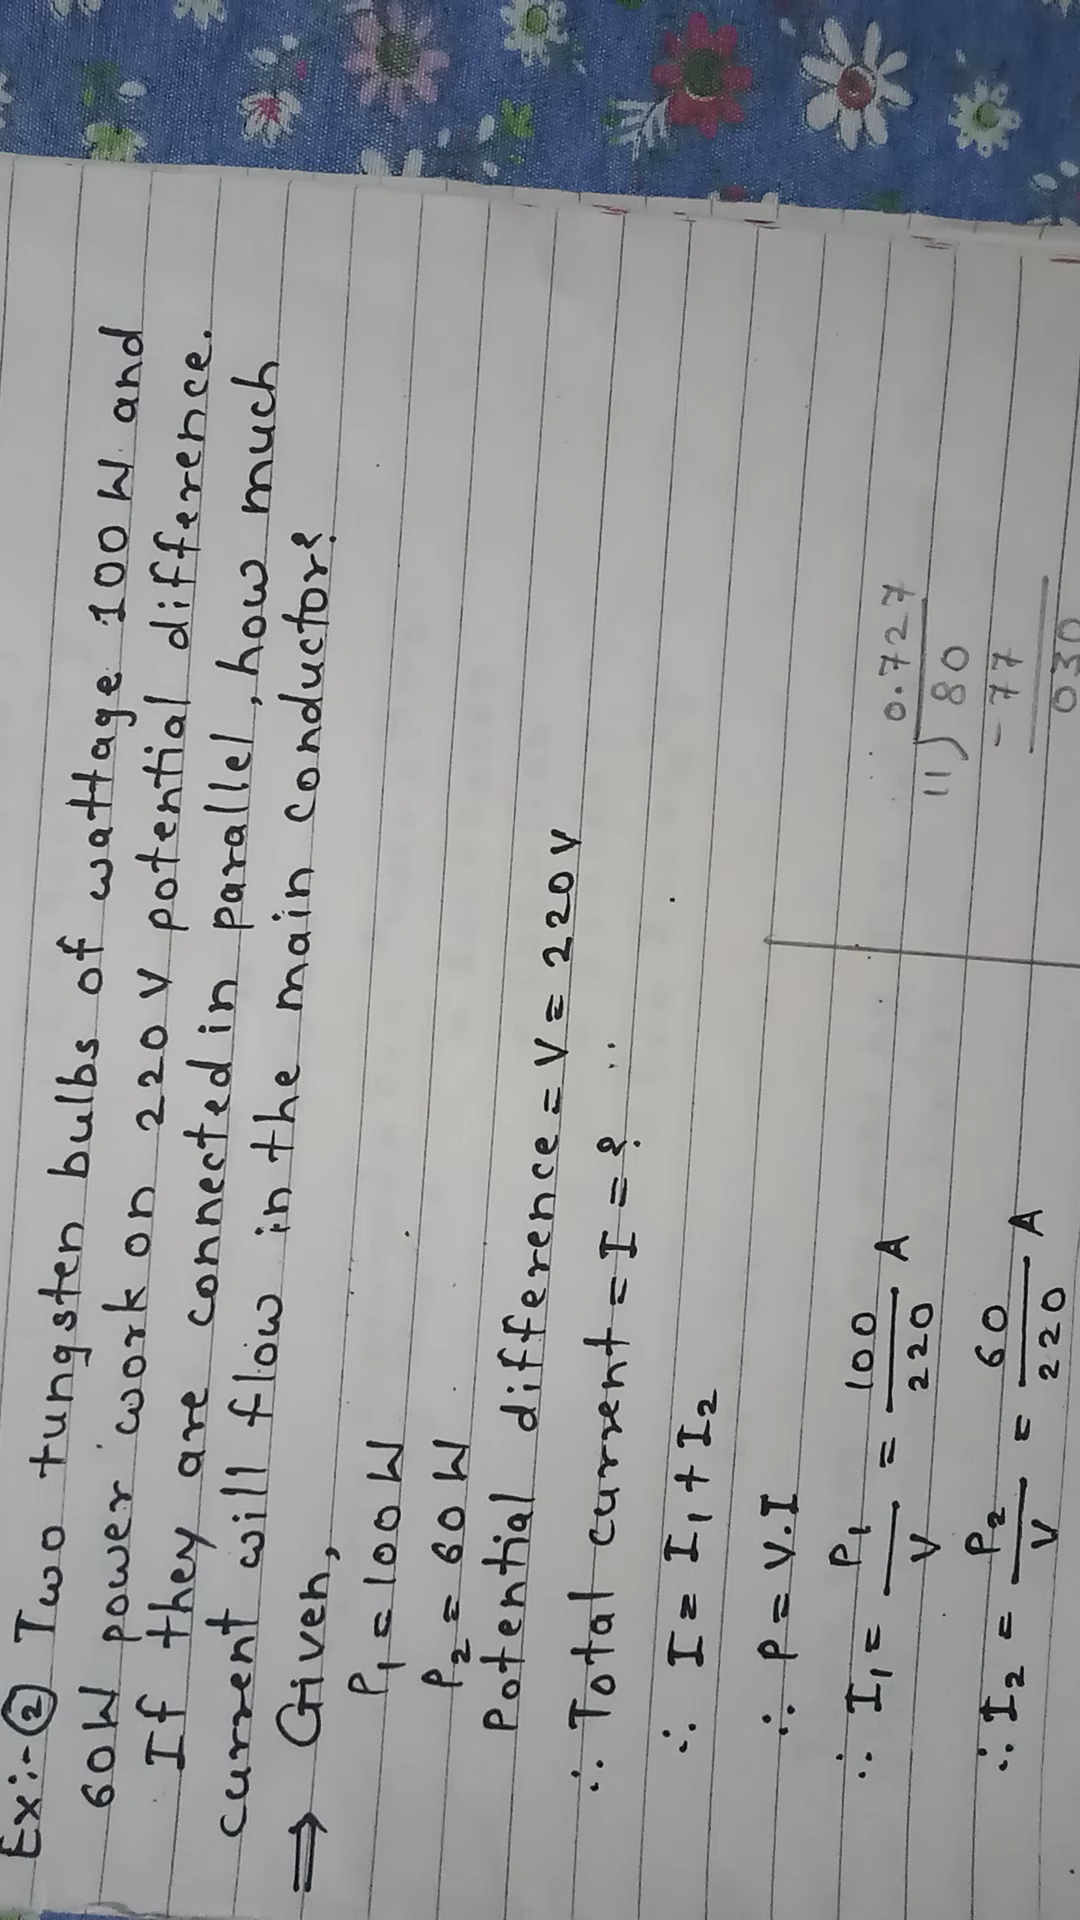 Ex:- ② Two tungsten bulbs of wattage 100 W and
60W power work on 220 V potential difference.
If they are connected in parallel, how much
current will flow in the main conductor?
⇒ Given,
P₁ = 100 W
P₂ = 60 W
Potential difference = V = 220 V
∴ Total current = I = ?
∴ I = I₁ + I₂
∴ P = V.I
∴ I₁ = P₁/V = 100/220 A
∴ I₂ = P₂/V = 60/220 A
0.727
11)80
-77
030